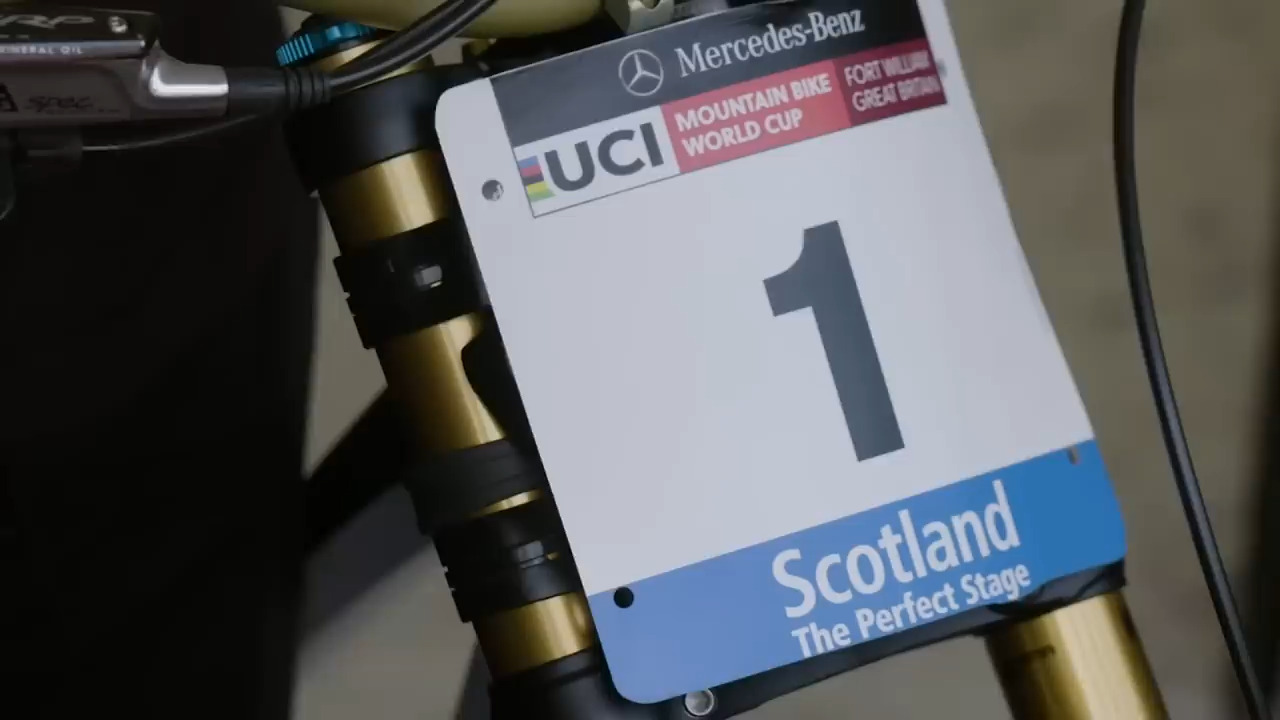 MINERAL OIL
Mercedes-Benz
UCI
MOUNTAIN BIKE
WORLD CUP
FORT WILLIAM
GREAT BRITAIN
1
Scotland
The Perfect Stage